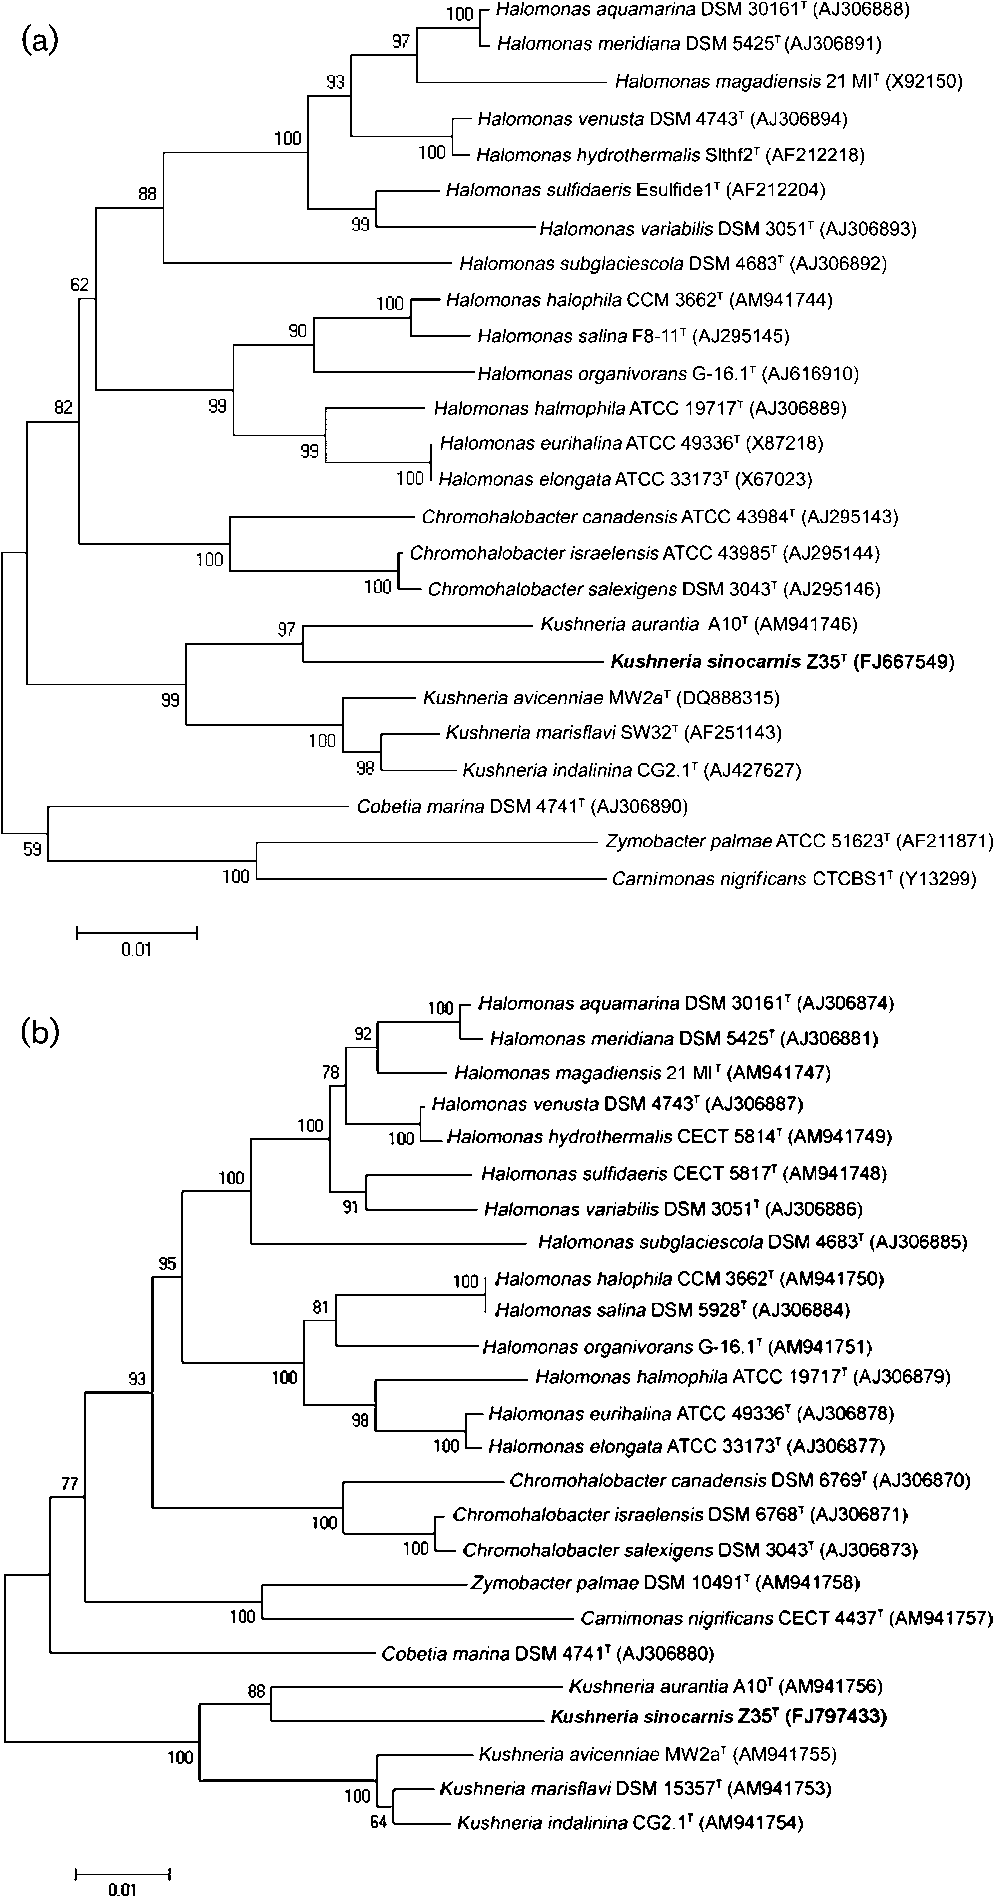 (a)
100
Halomonas aquamarina DSM 30161ᵀ (AJ306888)
97
Halomonas meridiana DSM 5425ᵀ (AJ306891)
93
Halomonas magadiensis 21 MIᵀ (X92150)
Halomonas venusta DSM 4743ᵀ (AJ306894)
100
100
Halomonas hydrothermalis Slthf2ᵀ (AF212218)
88
Halomonas sulfidaeris Esulfide1ᵀ (AF212204)
99
Halomonas variabilis DSM 3051ᵀ (AJ306893)
Halomonas subglaciescola DSM 4683ᵀ (AJ306892)
62
100
Halomonas halophila CCM 3662ᵀ (AM941744)
90
Halomonas salina F8-11ᵀ (AJ295145)
Halomonas organivorans G-16.1ᵀ (AJ616910)
82
99
Halomonas halmophila ATCC 19717ᵀ (AJ306889)
99
Halomonas eurihalina ATCC 49336ᵀ (X87218)
100
Halomonas elongata ATCC 33173ᵀ (X67023)
Chromohalobacter canadensis ATCC 43984ᵀ (AJ295143)
100
Chromohalobacter israelensis ATCC 43985ᵀ (AJ295144)
100
Chromohalobacter salexigens DSM 3043ᵀ (AJ295146)
97
Kushneria aurantia A10ᵀ (AM941746)
Kushneria sinocarnis Z35ᵀ (FJ667549)
99
Kushneria avicenniae MW2aᵀ (DQ888315)
100
Kushneria marisflavi SW32ᵀ (AF251143)
98
Kushneria indalinina CG2.1ᵀ (AJ427627)
Cobetia marina DSM 4741ᵀ (AJ306890)
59
Zymobacter palmae ATCC 51623ᵀ (AF211871)
100
Carnimonas nigrificans CTCBS1ᵀ (Y13299)
0.01
(b)
100
Halomonas aquamarina DSM 30161ᵀ (AJ306874)
92
Halomonas meridiana DSM 5425ᵀ (AJ306881)
78
Halomonas magadiensis 21 MIᵀ (AM941747)
Halomonas venusta DSM 4743ᵀ (AJ306887)
100
100
Halomonas hydrothermalis CECT 5814ᵀ (AM941749)
100
Halomonas sulfidaeris CECT 5817ᵀ (AM941748)
91
Halomonas variabilis DSM 3051ᵀ (AJ306886)
Halomonas subglaciescola DSM 4683ᵀ (AJ306885)
95
100
Halomonas halophila CCM 3662ᵀ (AM941750)
81
Halomonas salina DSM 5928ᵀ (AJ306884)
Halomonas organivorans G-16.1ᵀ (AM941751)
93
100
Halomonas halmophila ATCC 19717ᵀ (AJ306879)
98
Halomonas eurihalina ATCC 49336ᵀ (AJ306878)
100
Halomonas elongata ATCC 33173ᵀ (AJ306877)
77
Chromohalobacter canadensis DSM 6769ᵀ (AJ306870)
100
Chromohalobacter israelensis DSM 6768ᵀ (AJ306871)
100
Chromohalobacter salexigens DSM 3043ᵀ (AJ306873)
Zymobacter palmae DSM 10491ᵀ (AM941758)
100
Carnimonas nigrificans CECT 4437ᵀ (AM941757)
Cobetia marina DSM 4741ᵀ (AJ306880)
88
Kushneria aurantia A10ᵀ (AM941756)
Kushneria sinocarnis Z35ᵀ (FJ797433)
100
Kushneria avicenniae MW2aᵀ (AM941755)
100
Kushneria marisflavi DSM 15357ᵀ (AM941753)
64
Kushneria indalinina CG2.1ᵀ (AM941754)
0.01